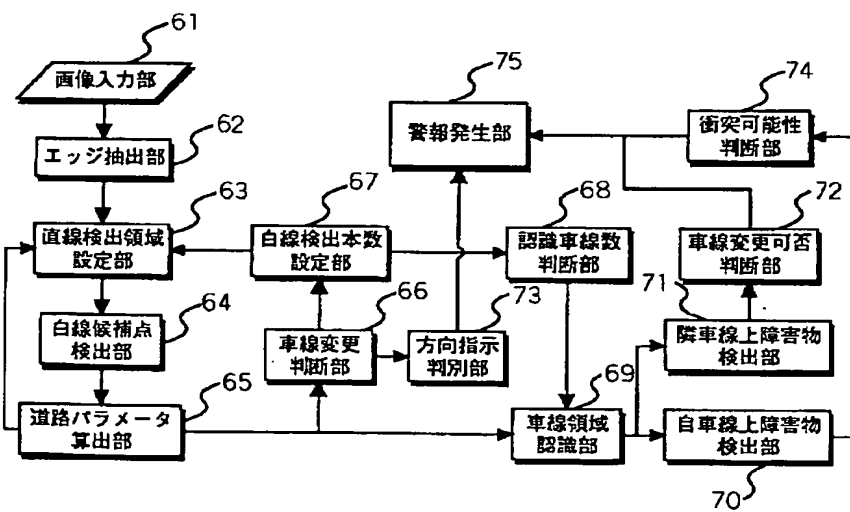 61
画像入力部
62
エッジ抽出部
63
直線検出領域
設定部
64
白線候補点
検出部
65
道路パラメータ
算出部
66
車線変更
判断部
67
白線検出本数
設定部
68
認識車線数
判断部
69
車線領域
認識部
70
自車線上障害物
検出部
71
隣車線上障害物
検出部
72
車線変更可否
判断部
73
方向指示
判別部
74
衝突可能性
判断部
75
警報発生部